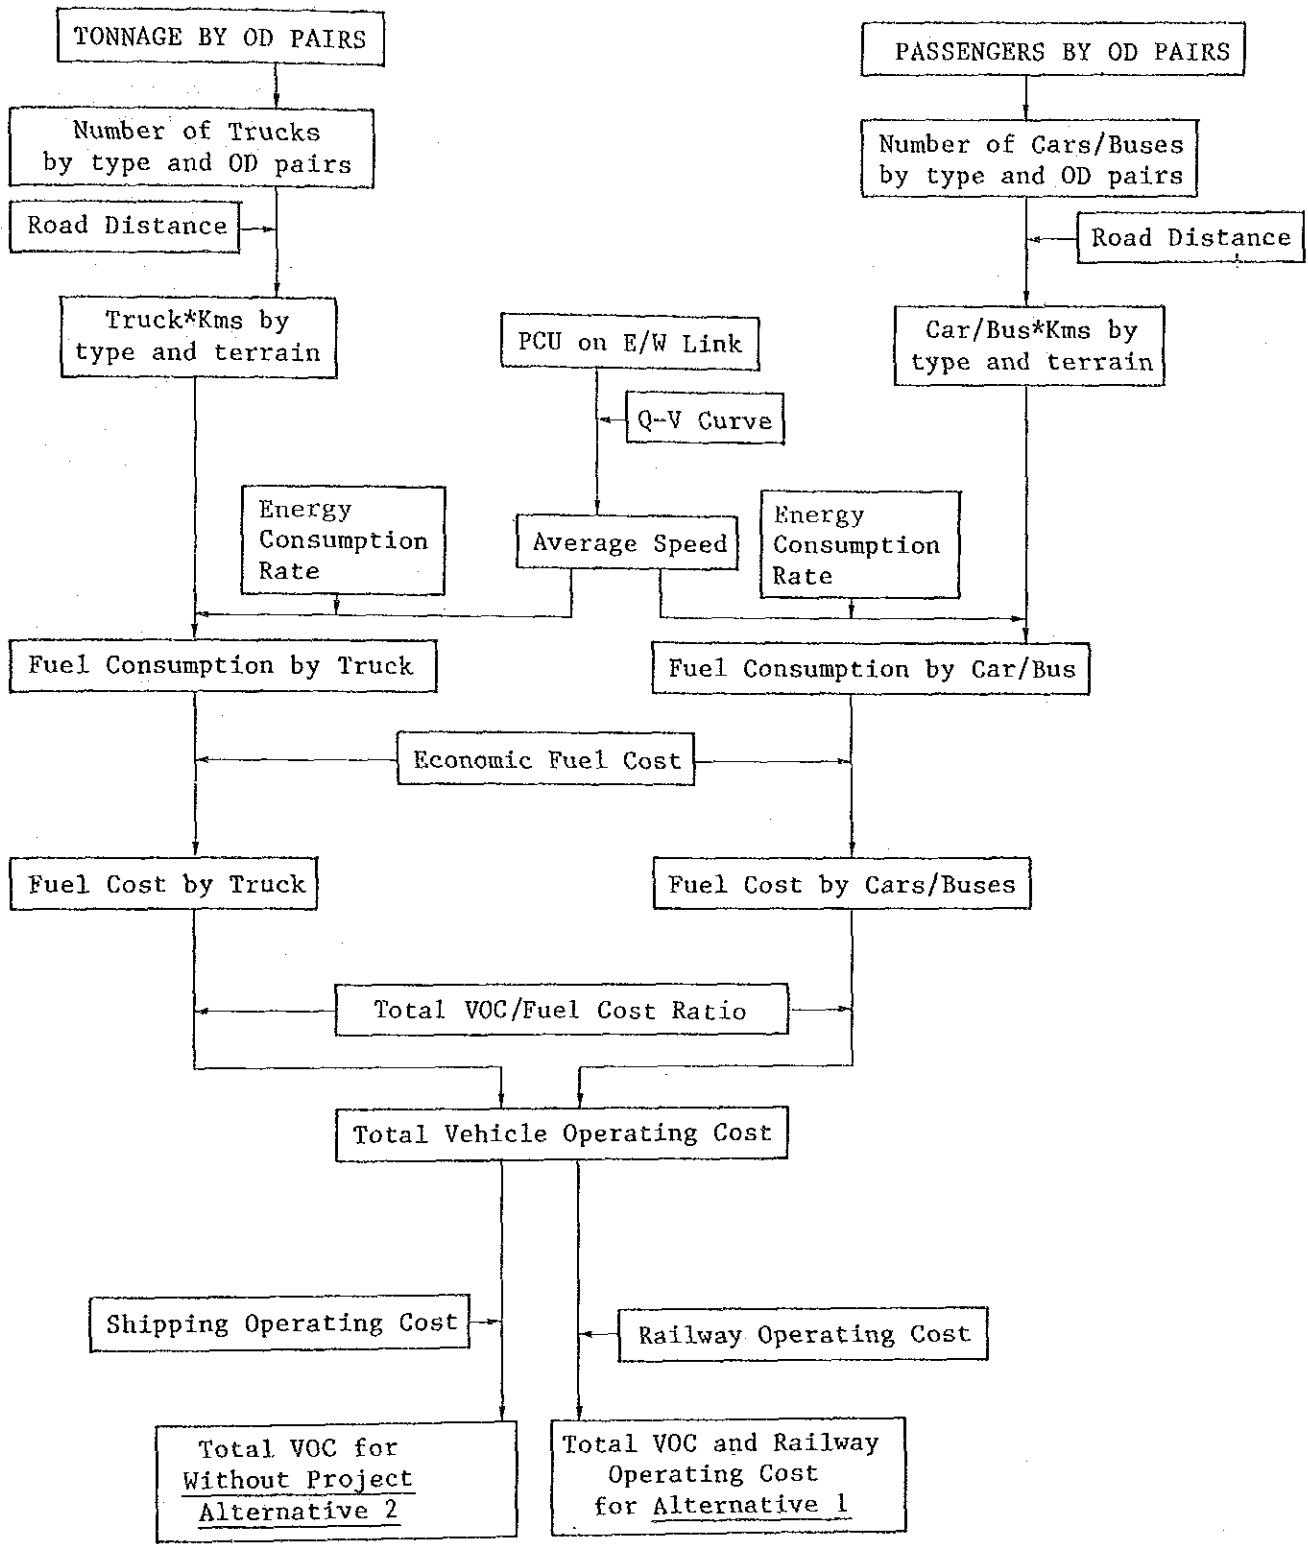 TONNAGE BY OD PAIRS
PASSENGERS BY OD PAIRS
Number of Trucks
by type and OD pairs
Number of Cars/Buses
by type and OD pairs
Road Distance
Road Distance
Truck*Kms by
type and terrain
PCU on E/W Link
Car/Bus*Kms by
type and terrain
Q-V Curve
Energy
Consumption
Rate
Average Speed
Energy
Consumption
Rate
Fuel Consumption by Truck
Fuel Consumption by Car/Bus
Economic Fuel Cost
Fuel Cost by Truck
Fuel Cost by Cars/Buses
Total VOC/Fuel Cost Ratio
Total Vehicle Operating Cost
Shipping Operating Cost
Railway Operating Cost
Total VOC for
Without Project
Alternative 2
Total VOC and Railway
Operating Cost
for Alternative 1